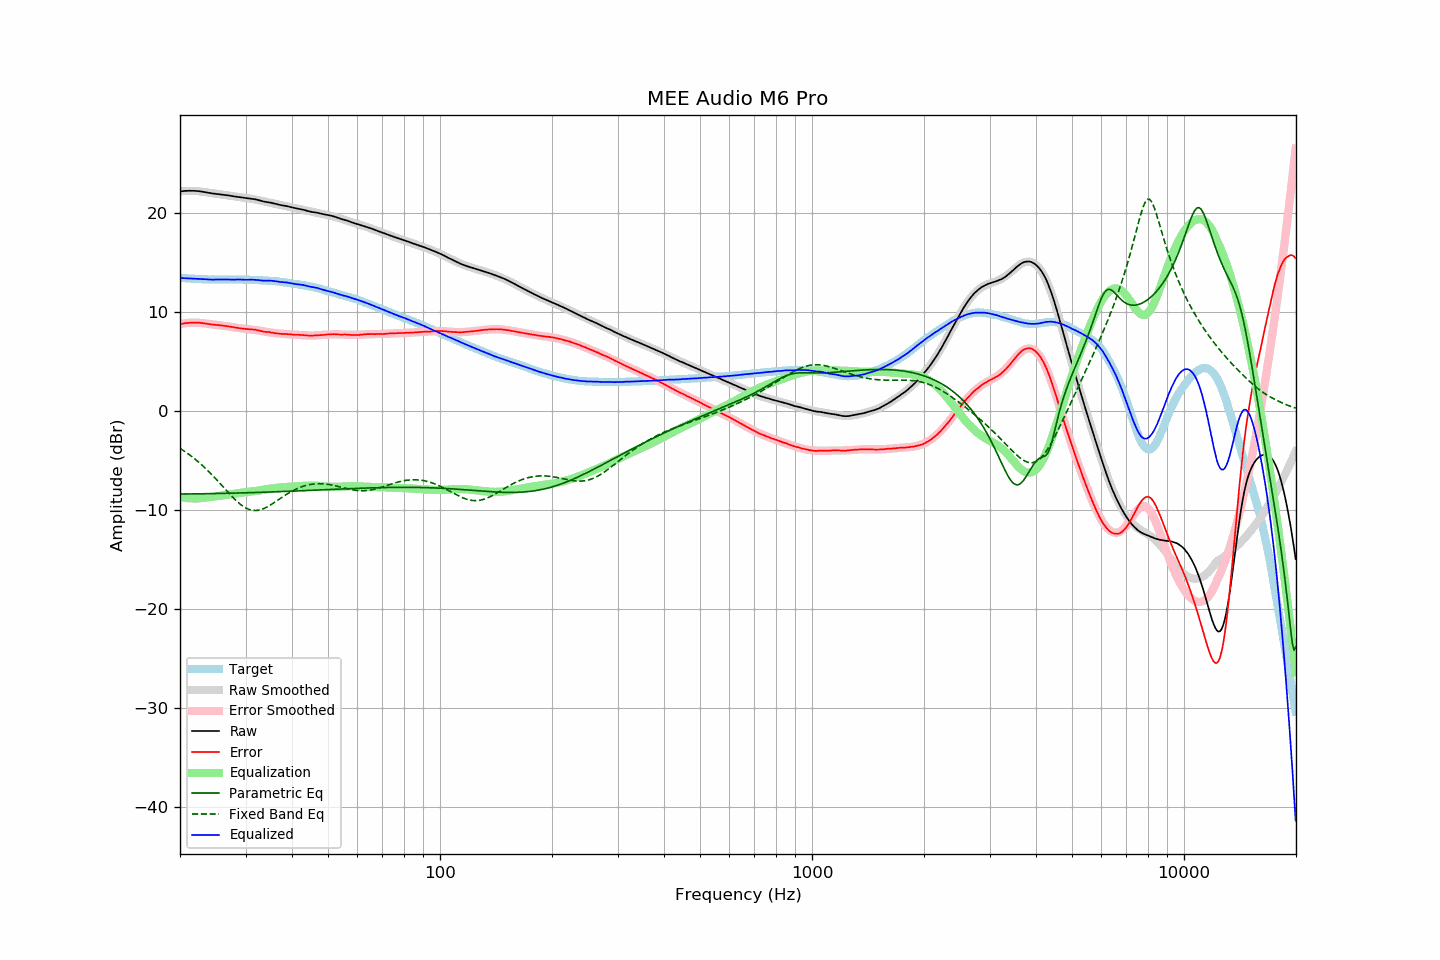 MEE Audio M6 Pro
Amplitude (dBr)
20
10
0
−10
−20
−30
−40
Target
Raw Smoothed
Error Smoothed
Raw
Error
Equalization
Parametric Eq
Fixed Band Eq
Equalized
100
1000
10000
Frequency (Hz)